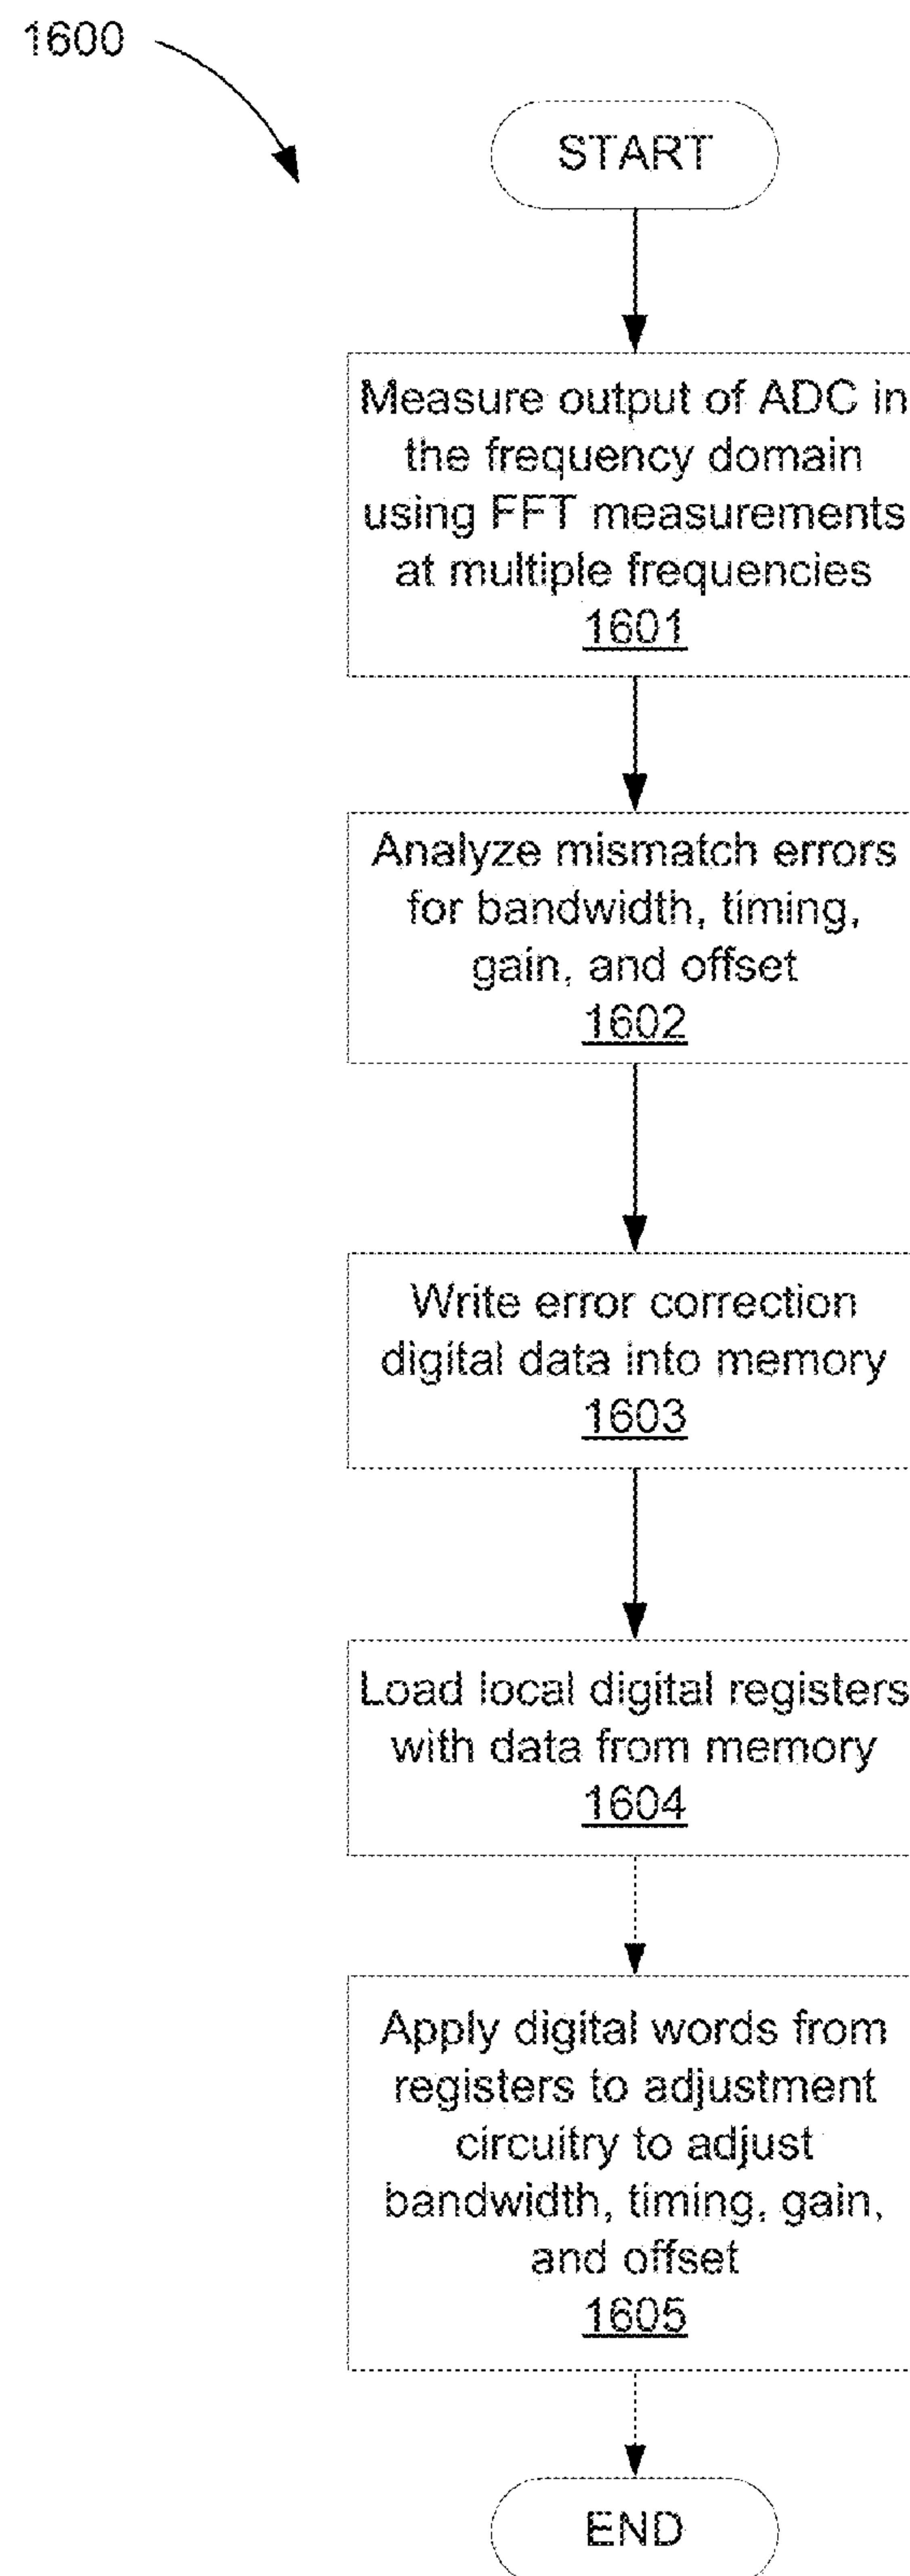 1600
START
Measure output of ADC in
the frequency domain
using FFT measurements
at multiple frequencies
1601
Analyze mismatch errors
for bandwidth, timing,
gain, and offset
1602
Write error correction
digital data into memory
1603
Load local digital registers
with data from memory
1604
Apply digital words from
registers to adjustment
circuitry to adjust
bandwidth, timing, gain,
and offset
1605
END